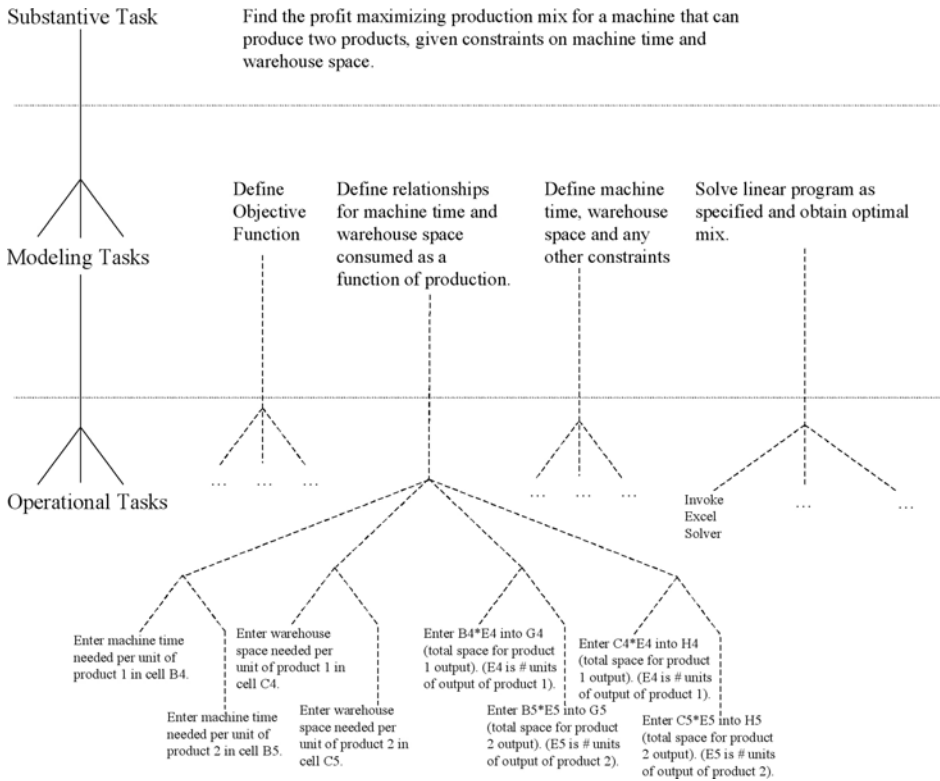 Substantive Task
Find the profit maximizing production mix for a machine that can
produce two products, given constraints on machine time and
warehouse space.
Modeling Tasks
Define
Objective
Function
Define relationships
for machine time and
warehouse space
consumed as a
function of production.
Define machine
time, warehouse
space and any
other constraints
Solve linear program as
specified and obtain optimal
mix.
Operational Tasks
... ... ...
... ... ...
Invoke
Excel
Solver
...
...
Enter machine time
needed per unit of
product 1 in cell B4.
Enter machine time
needed per unit of
product 2 in cell B5.
Enter warehouse
space needed per
unit of product 1 in
cell C4.
Enter warehouse
space needed per
unit of product 2 in
cell C5.
Enter B4*E4 into G4
(total space for product
1 output). (E4 is # units
of output of product 1).
Enter B5*E5 into G5
(total space for product
2 output). (E5 is # units
of output of product 2).
Enter C4*E4 into H4
(total space for product
1 output). (E4 is # units
of output of product 1).
Enter C5*E5 into H5
(total space for product
2 output). (E5 is # units
of output of product 2).